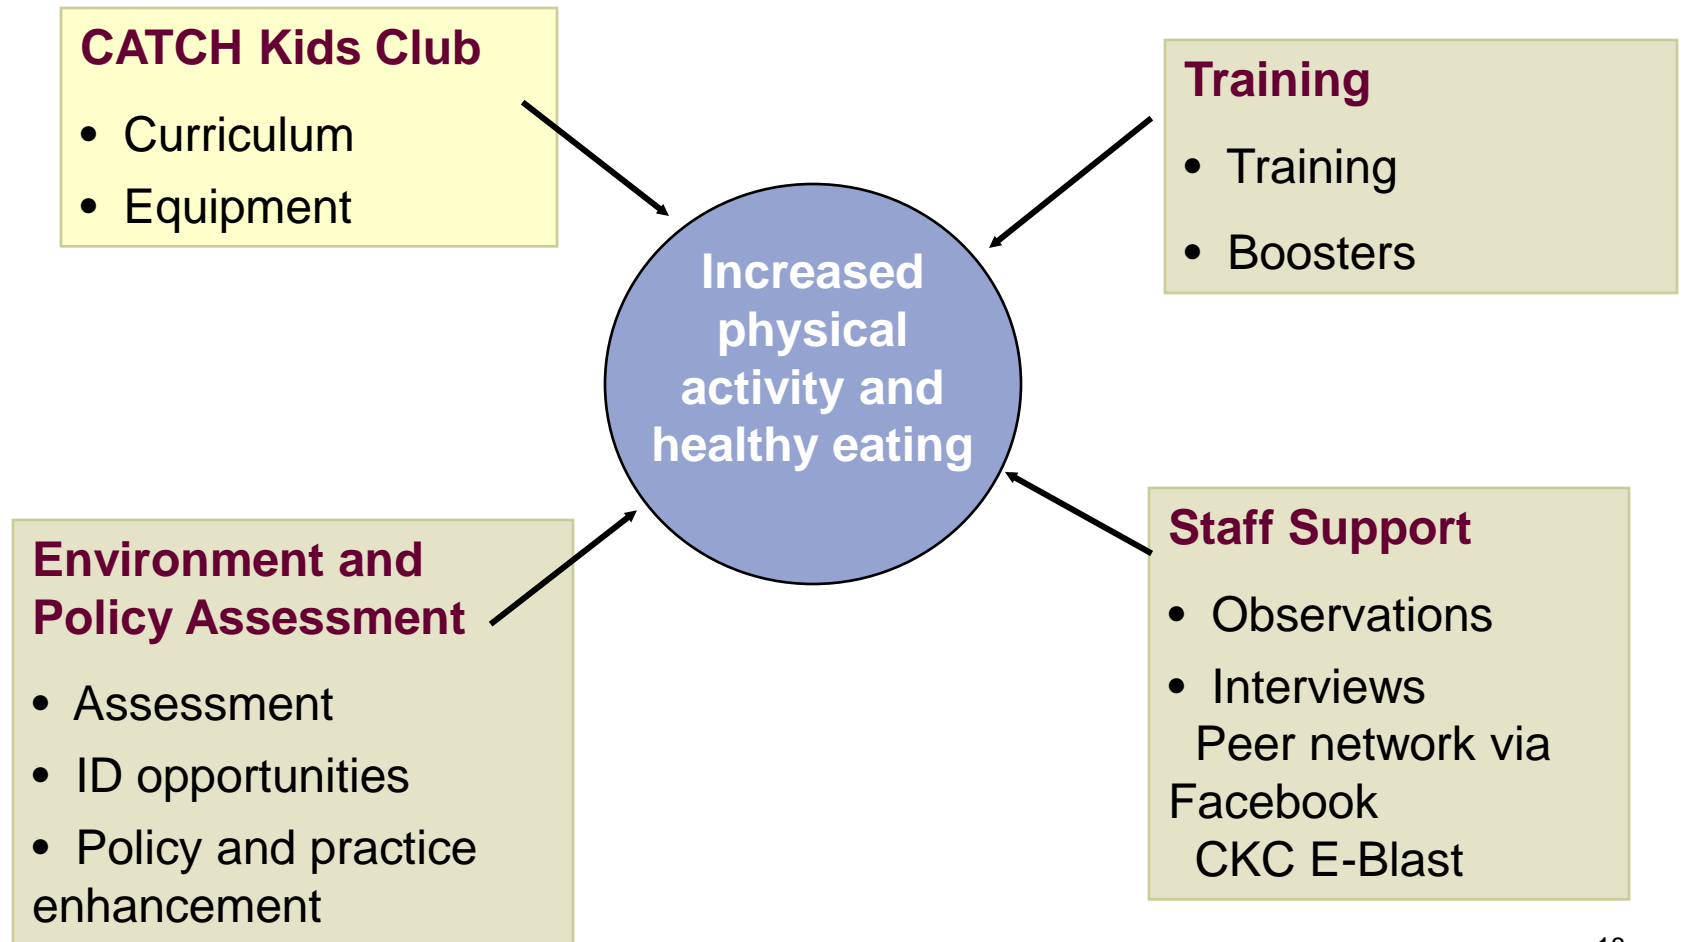 CATCH Kids Club
• Curriculum
• Equipment
Training
• Training
• Boosters
Increased
physical
activity and
healthy eating
Environment and
Policy Assessment
• Assessment
• ID opportunities
• Policy and practice
enhancement
Staff Support
• Observations
• Interviews
Peer network via
Facebook
CKC E-Blast